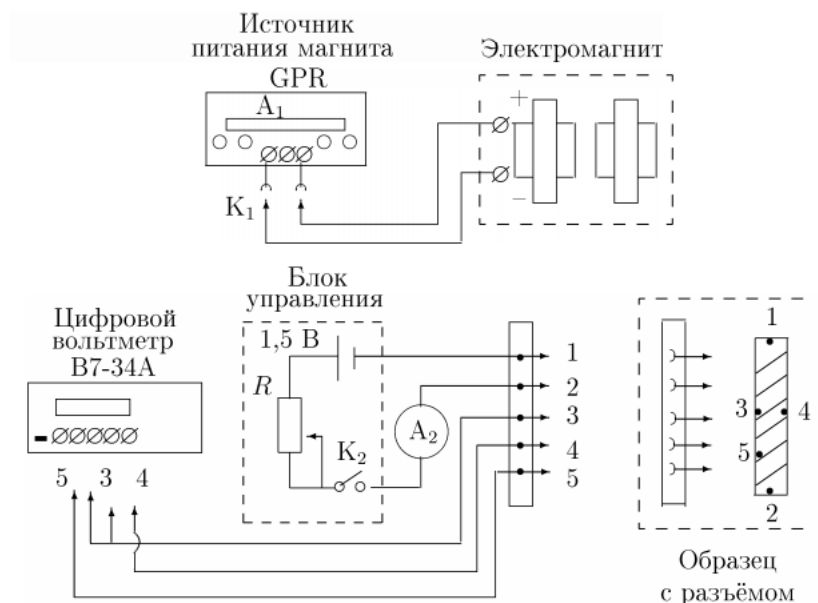 Источник
питания магнита
GPR
A₁
K₁
Электромагнит
+
−
Цифровой
вольтметр
В7-34А
5 3 4
Блок
управления
1,5 В
R
K₂
A₂
1
2
3
4
5
1
3 4
5
2
Образец
с разъёмом